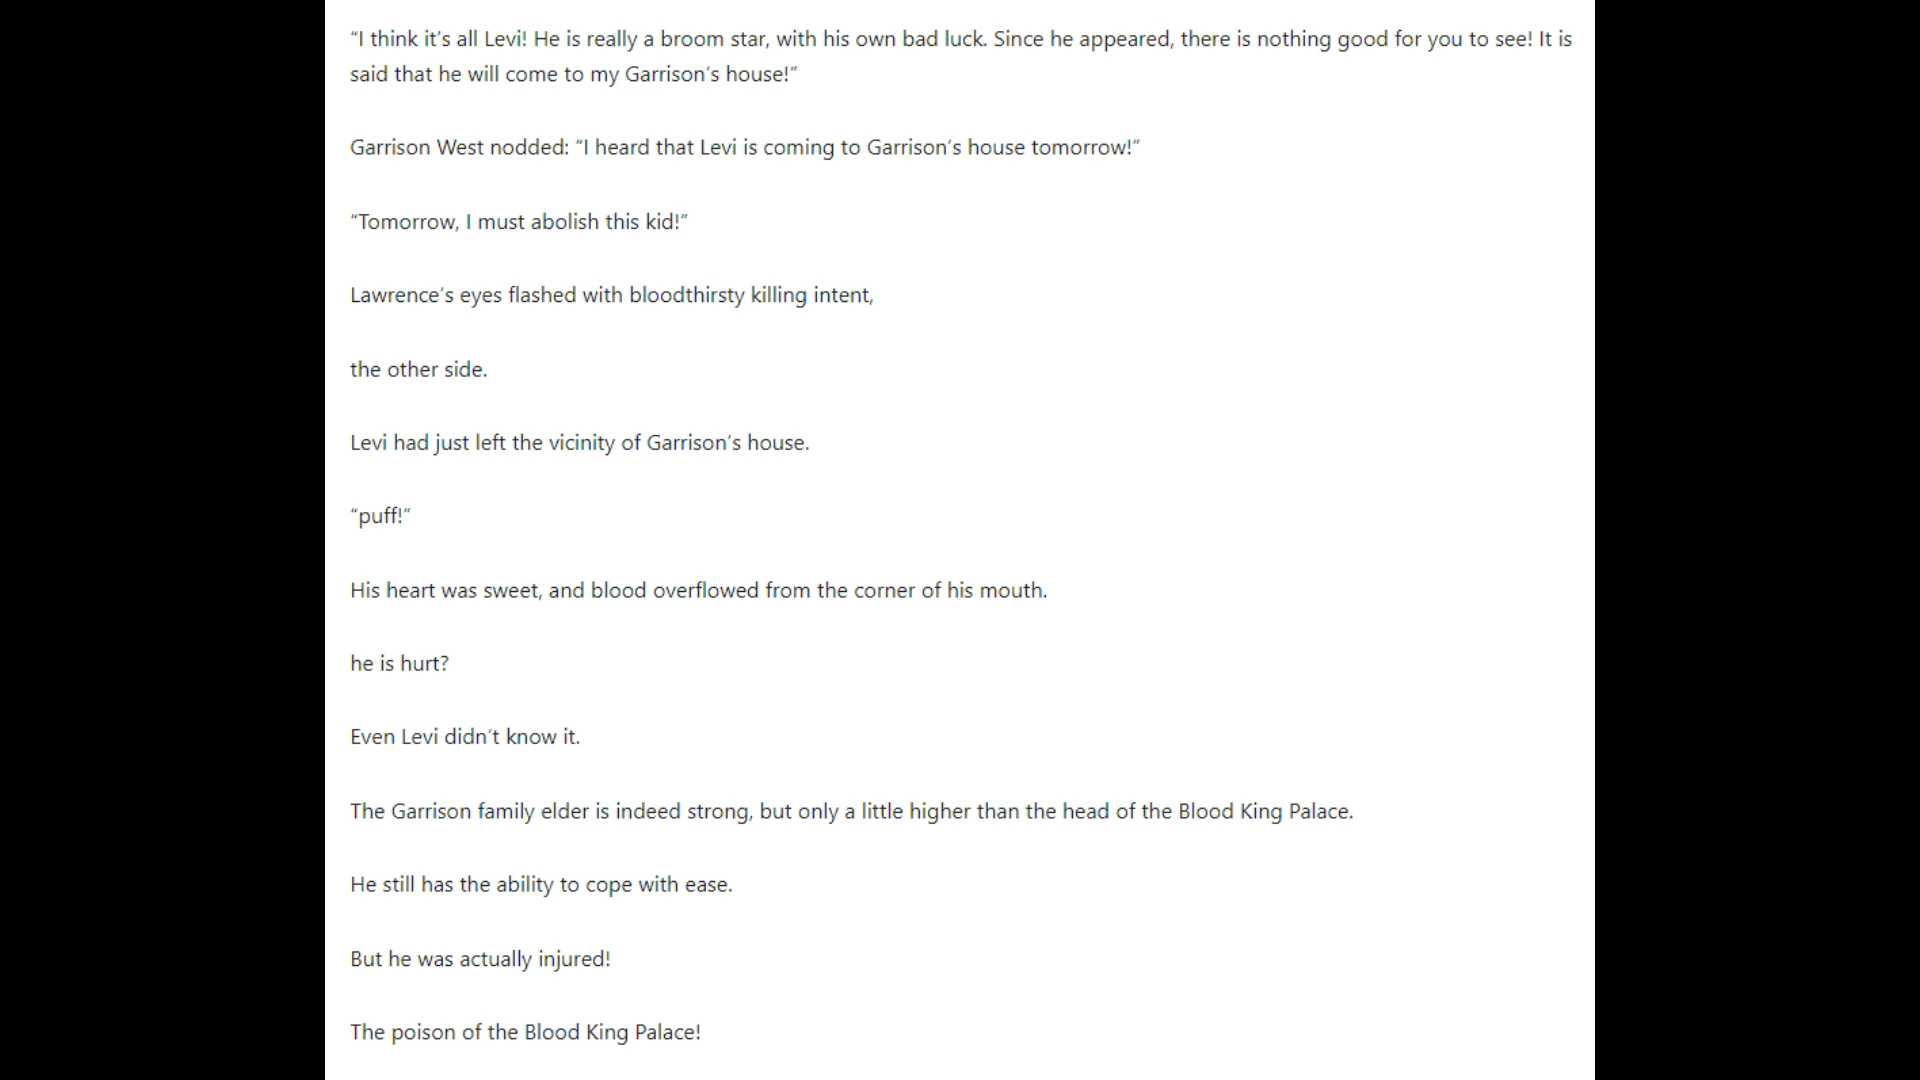 “I think it’s all Levi! He is really a broom star, with his own bad luck. Since he appeared, there is nothing good for you to see! It is
said that he will come to my Garrison’s house!”
Garrison West nodded: “I heard that Levi is coming to Garrison’s house tomorrow!”
“Tomorrow, I must abolish this kid!”
Lawrence’s eyes flashed with bloodthirsty killing intent,
the other side.
Levi had just left the vicinity of Garrison’s house.
“puff!”
His heart was sweet, and blood overflowed from the corner of his mouth.
he is hurt?
Even Levi didn’t know it.
The Garrison family elder is indeed strong, but only a little higher than the head of the Blood King Palace.
He still has the ability to cope with ease.
But he was actually injured!
The poison of the Blood King Palace!